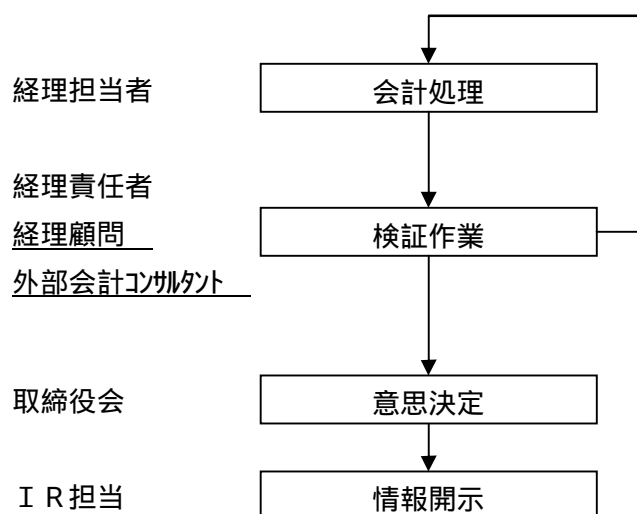 経理担当者
会計処理
経理責任者
経理顧問
検証作業
外部会計ｺﾝｻﾙﾀﾝﾄ
取締役会
意思決定
ＩＲ担当
情報開示